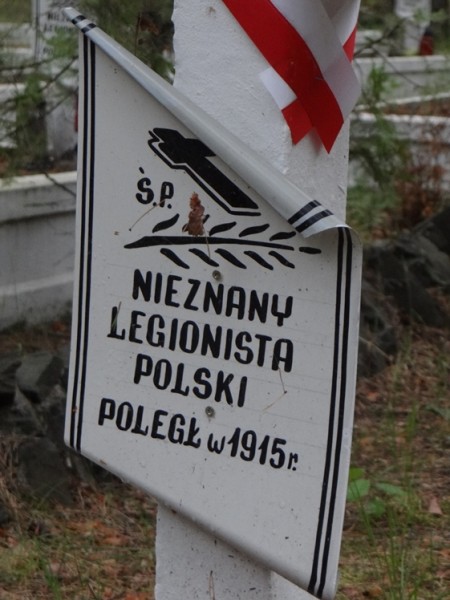 Ś.P.
NIEZNANY
LEGIONISTA
POLSKI
POLEGŁ w 1915 r.